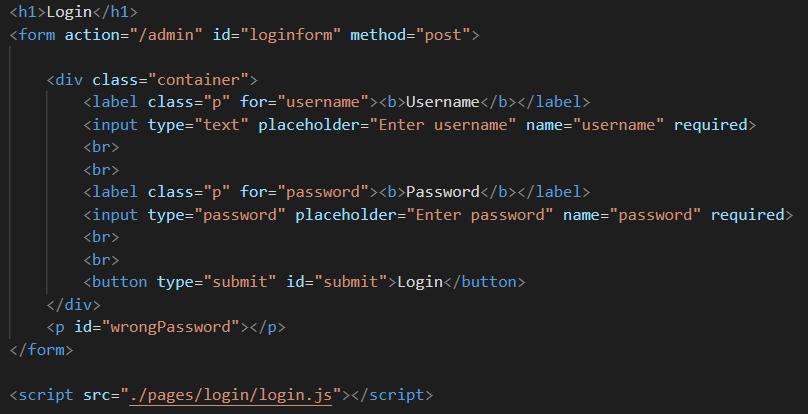 <h1>Login</h1>
<form action="/admin" id="loginform" method="post">
<div class="container">
<label class="p" for="username"><b>Username</b></label>
<input type="text" placeholder="Enter username" name="username" required>
<br>
<br>
<label class="p" for="password"><b>Password</b></label>
<input type="password" placeholder="Enter password" name="password" required>
<br>
<br>
<button type="submit" id="submit">Login</button>
</div>
<p id="wrongPassword"></p>
</form>
<script src="./pages/login/login.js"></script>